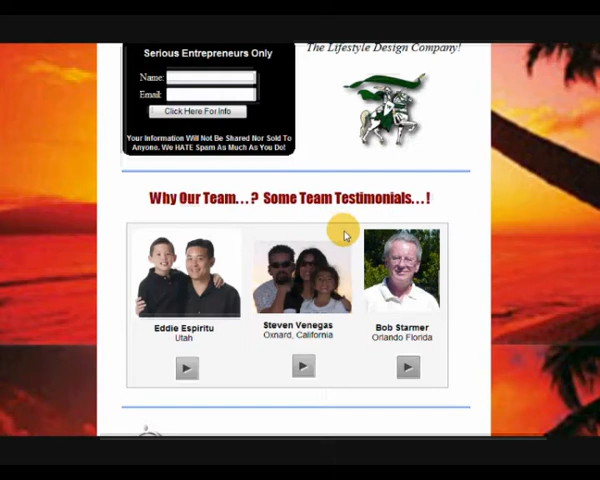 Serious Entrepreneurs Only
The Lifestyle Design Company!
Name:
Email:
Click Here For Info
Your Information Will Not Be Shared Nor Sold To
Anyone. We HATE Spam As Much As You Do!
Why Our Team...? Some Team Testimonials...!
Eddie Espiritu
Utah
Steven Venegas
Oxnard, California
Bob Starmer
Orlando Florida